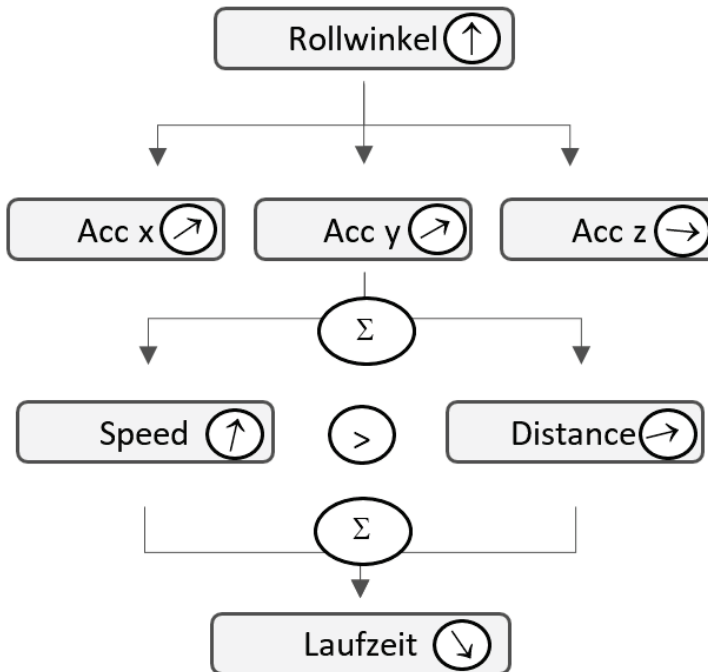 Rollwinkel ↑
Acc x ↗
Acc y ↗
Acc z →
Σ
Speed ↑
>
Distance →
Σ
Laufzeit ↘